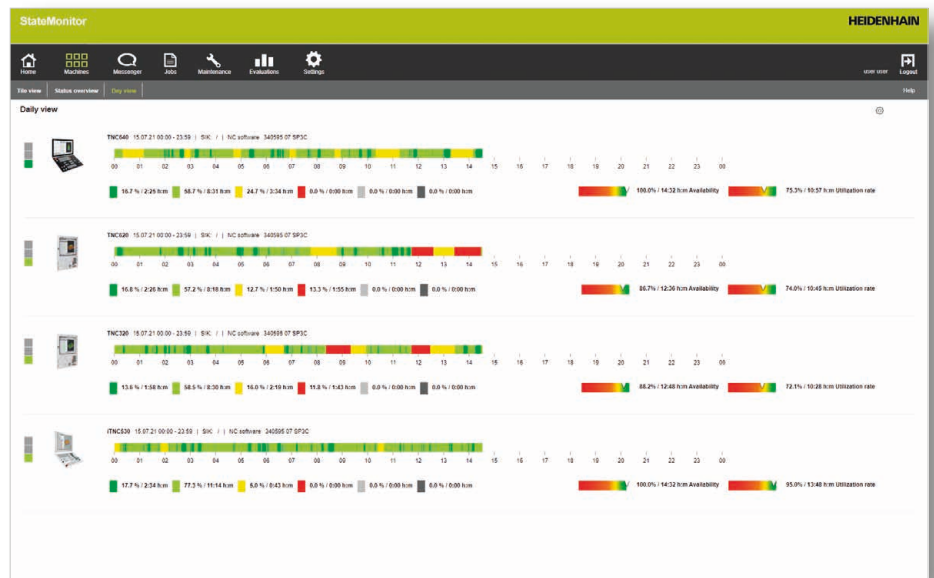 StateMonitor HEIDENHAIN
Home Machines Messenger Jobs Maintenance Evaluations Settings user user Logout
Tile view Status overview Day view Help
Daily view
TNC640 15.07.21 00:00 - 23:59 | SIK: / | NC software 340595 07 SP3C
00 01 02 03 04 05 06 07 08 09 10 11 12 13 14 15 16 17 18 19 20 21 22 23 00
16.7 % / 2:25 h:m 58.7 % / 8:31 h:m 24.7 % / 3:34 h:m 0.0 % / 0:00 h:m 0.0 % / 0:00 h:m 0.0 % / 0:00 h:m 100.0% / 14:32 h:m Availability 75.3% / 10:57 h:m Utilization rate
TNC620 15.07.21 00:00 - 23:59 | SIK: / | NC software 340595 07 SP3C
00 01 02 03 04 05 06 07 08 09 10 11 12 13 14 15 16 17 18 19 20 21 22 23 00
16.8 % / 2:26 h:m 57.2 % / 8:18 h:m 12.7 % / 1:50 h:m 13.3 % / 1:55 h:m 0.0 % / 0:00 h:m 0.0 % / 0:00 h:m 86.7% / 12:36 h:m Availability 74.0% / 10:45 h:m Utilization rate
TNC320 15.07.21 00:00 - 23:59 | SIK: / | NC software 340595 07 SP3C
00 01 02 03 04 05 06 07 08 09 10 11 12 13 14 15 16 17 18 19 20 21 22 23 00
13.6 % / 1:58 h:m 58.5 % / 8:30 h:m 16.0 % / 2:19 h:m 11.8 % / 1:43 h:m 0.0 % / 0:00 h:m 0.0 % / 0:00 h:m 88.2% / 12:48 h:m Availability 72.1% / 10:28 h:m Utilization rate
iTNC530 15.07.21 00:00 - 23:59 | SIK: / | NC software 340595 07 SP3C
00 01 02 03 04 05 06 07 08 09 10 11 12 13 14 15 16 17 18 19 20 21 22 23 00
17.7 % / 2:34 h:m 77.3 % / 11:14 h:m 5.0 % / 0:43 h:m 0.0 % / 0:00 h:m 0.0 % / 0:00 h:m 0.0 % / 0:00 h:m 100.0% / 14:32 h:m Availability 95.0% / 13:48 h:m Utilization rate